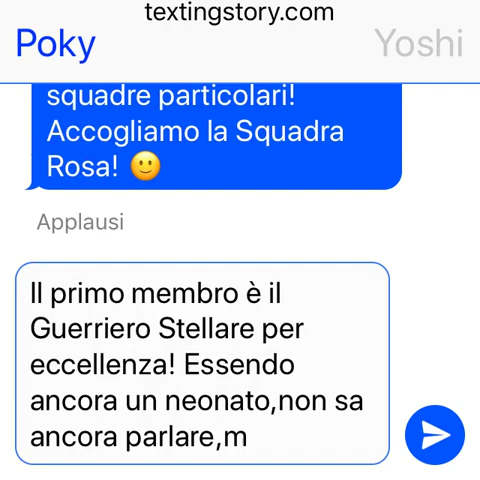 textingstory.com
Poky
Yoshi
squadre particolari!
Accogliamo la Squadra
Rosa! 🙂
Applausi
Il primo membro è il
Guerriero Stellare per
eccellenza! Essendo
ancora un neonato,non sa
ancora parlare,m